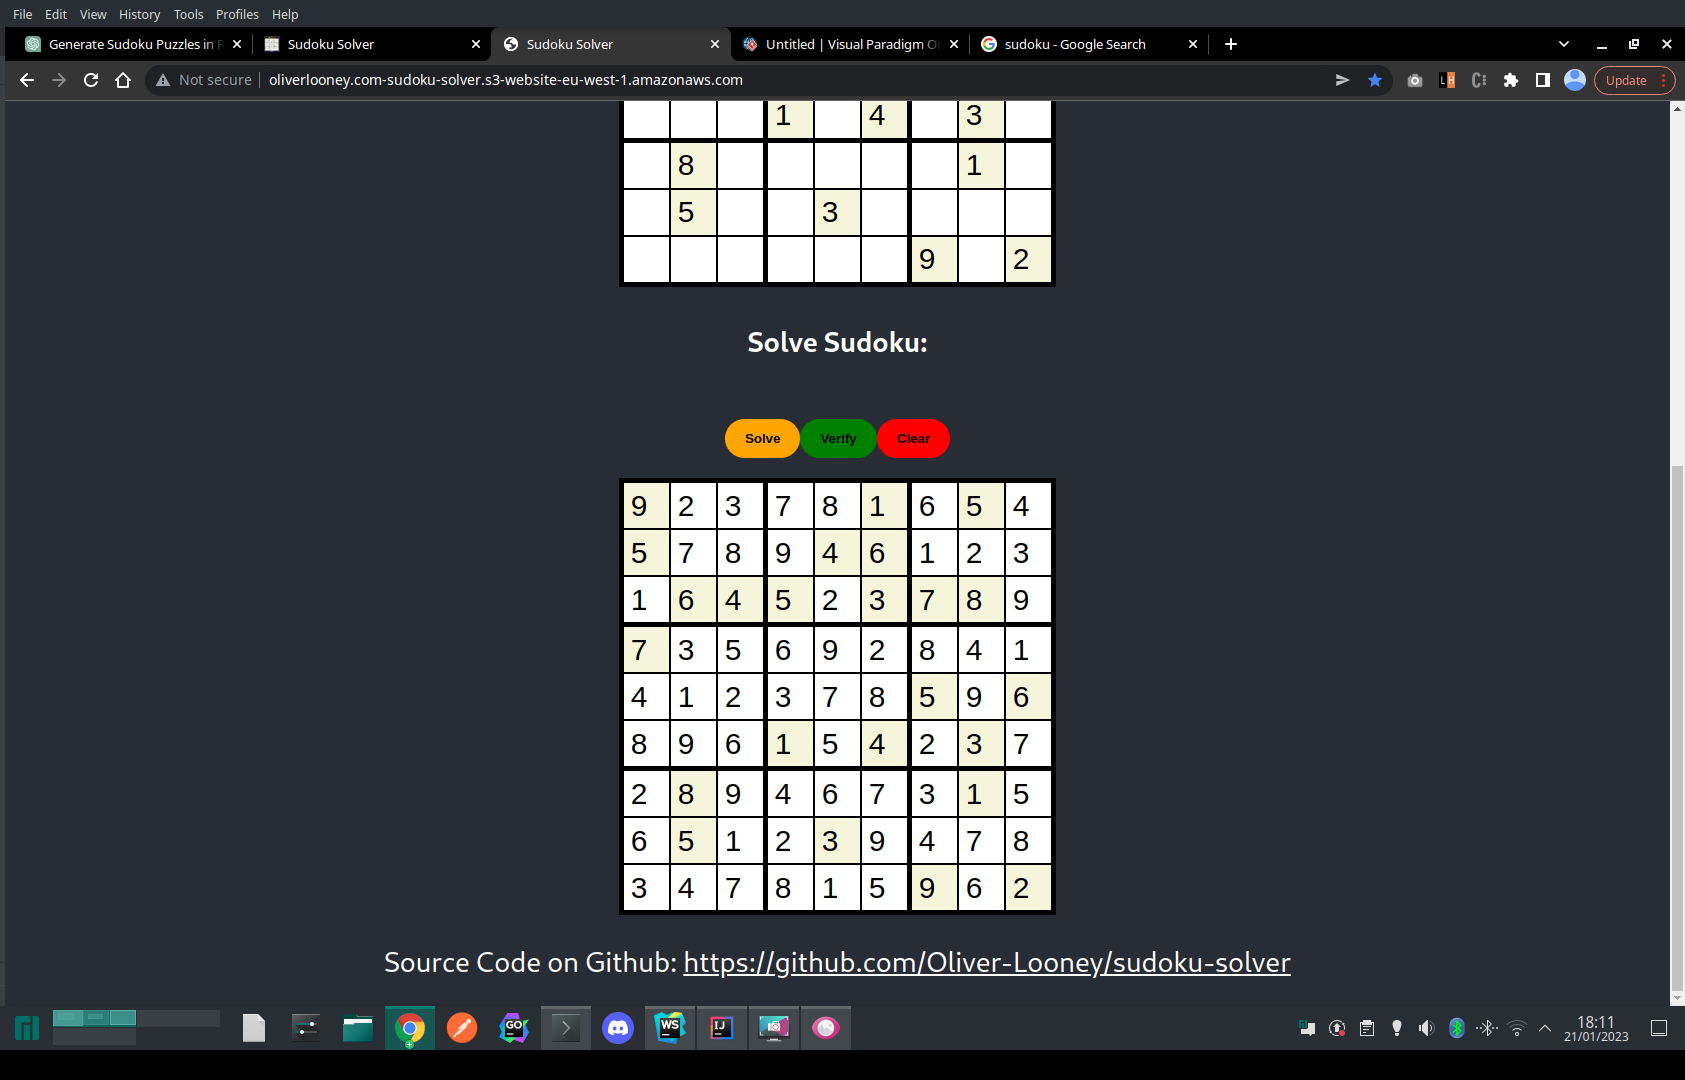 File Edit View History Tools Profiles Help
Generate Sudoku Puzzles in Sudoku Solver Sudoku Solver Untitled | Visual Paradigm sudoku - Google Search
Not secure oliverlooney.com-sudoku-solver.s3-website-eu-west-1.amazonaws.com Update
1 4 3
8 1
5 3
9 2
Solve Sudoku:
Solve Verify Clear
9 2 3 7 8 1 6 5 4
5 7 8 9 4 6 1 2 3
1 6 4 5 2 3 7 8 9
7 3 5 6 9 2 8 4 1
4 1 2 3 7 8 5 9 6
8 9 6 1 5 4 2 3 7
2 8 9 4 6 7 3 1 5
6 5 1 2 3 9 4 7 8
3 4 7 8 1 5 9 6 2
Source Code on Github: https://github.com/Oliver-Looney/sudoku-solver
GO WS IJ 18:11
21/01/2023